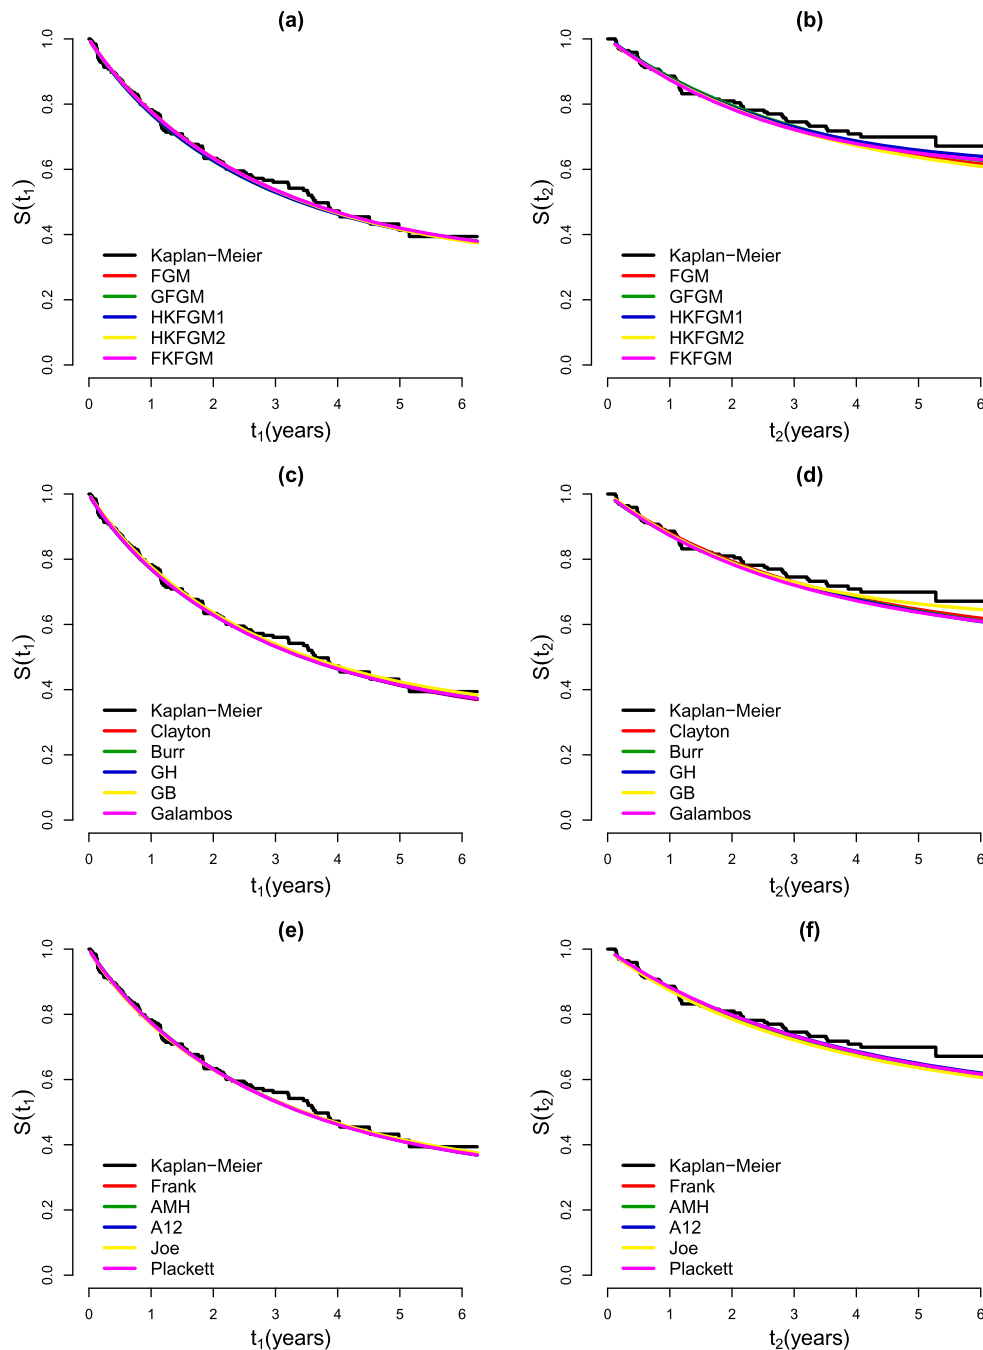 (a)
S(t1)
1.0
0.8
0.6
0.4
0.2
0.0
Kaplan−Meier
FGM
GFGM
HKFGM1
HKFGM2
FKFGM
0 1 2 3 4 5 6
t1(years)
(b)
S(t2)
1.0
0.8
0.6
0.4
0.2
0.0
Kaplan−Meier
FGM
GFGM
HKFGM1
HKFGM2
FKFGM
0 1 2 3 4 5 6
t2(years)
(c)
S(t1)
1.0
0.8
0.6
0.4
0.2
0.0
Kaplan−Meier
Clayton
Burr
GH
GB
Galambos
0 1 2 3 4 5 6
t1(years)
(d)
S(t2)
1.0
0.8
0.6
0.4
0.2
0.0
Kaplan−Meier
Clayton
Burr
GH
GB
Galambos
0 1 2 3 4 5 6
t2(years)
(e)
S(t1)
1.0
0.8
0.6
0.4
0.2
0.0
Kaplan−Meier
Frank
AMH
A12
Joe
Plackett
0 1 2 3 4 5 6
t1(years)
(f)
S(t2)
1.0
0.8
0.6
0.4
0.2
0.0
Kaplan−Meier
Frank
AMH
A12
Joe
Plackett
0 1 2 3 4 5 6
t2(years)